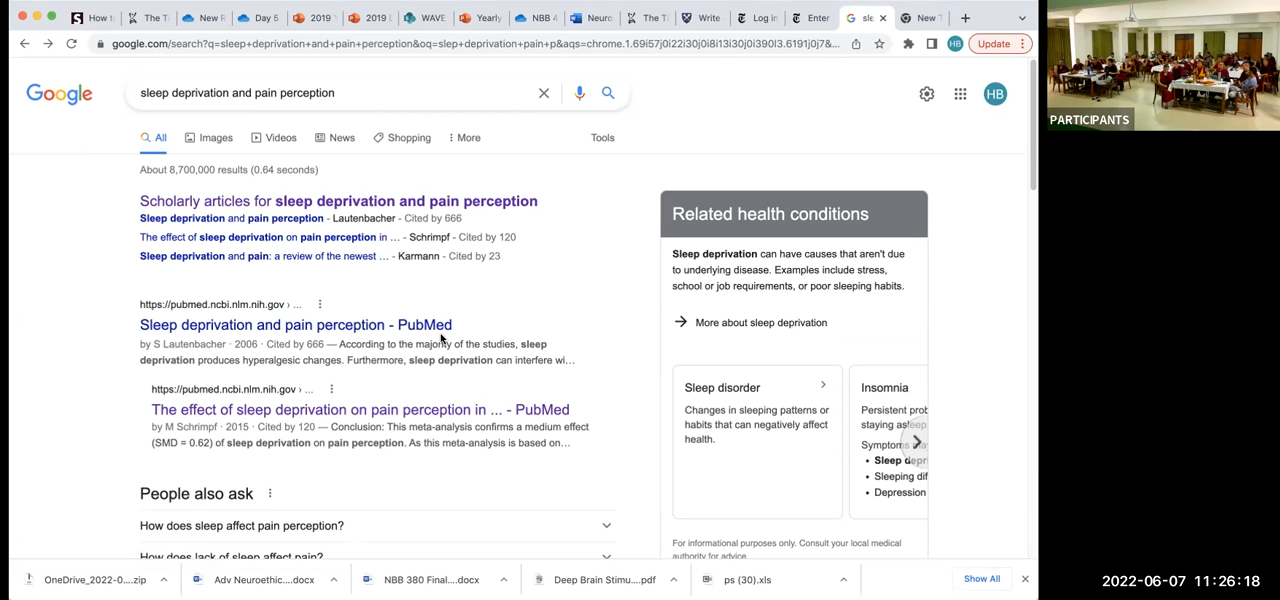 How t
The T
New R
Day 5
2019
2019
WAVE
Yearly
NBB 4
Neuro
The Ti
Write
Log in
Enter
sle
New T
google.com/search?q=sleep+deprivation+and+pain+perception&oq=slep+deprivation+pain+p&aqs=chrome.1.69i57j0i22i30j0i8i13i30j0i390l3.6191j0j7&...
HB
Update
Google
sleep deprivation and pain perception
HB
All
Images
Videos
News
Shopping
More
Tools
About 8,700,000 results (0.64 seconds)
Scholarly articles for sleep deprivation and pain perception
Sleep deprivation and pain perception - Lautenbacher - Cited by 666
The effect of sleep deprivation on pain perception in ... - Schrimpf - Cited by 120
Sleep deprivation and pain: a review of the newest ... - Karmann - Cited by 23
https://pubmed.ncbi.nlm.nih.gov › ...
Sleep deprivation and pain perception - PubMed
by S Lautenbacher · 2006 · Cited by 666 — According to the majority of the studies, sleep
deprivation produces hyperalgesic changes. Furthermore, sleep deprivation can interfere wi...
https://pubmed.ncbi.nlm.nih.gov › ...
The effect of sleep deprivation on pain perception in ... - PubMed
by M Schrimpf · 2015 · Cited by 120 — Conclusion: This meta-analysis confirms a medium effect
(SMD = 0.62) of sleep deprivation on pain perception. As this meta-analysis is based on...
People also ask
How does sleep affect pain perception?
How does lack of sleep affect pain?
Related health conditions
Sleep deprivation can have causes that aren't due
to underlying disease. Examples include stress,
school or job requirements, or poor sleeping habits.
More about sleep deprivation
Sleep disorder
Changes in sleeping patterns or
habits that can negatively affect
health.
Insomnia
Persistent prob
staying asleep
Symptoms
• Sleep depr
• Sleeping dif
• Depression
For informational purposes only. Consult your local medical
authority for advice.
OneDrive_2022-0....zip
Adv Neuroethic....docx
NBB 380 Final....docx
Deep Brain Stimu....pdf
ps (30).xls
Show All
PARTICIPANTS
2022-06-07 11:26:18